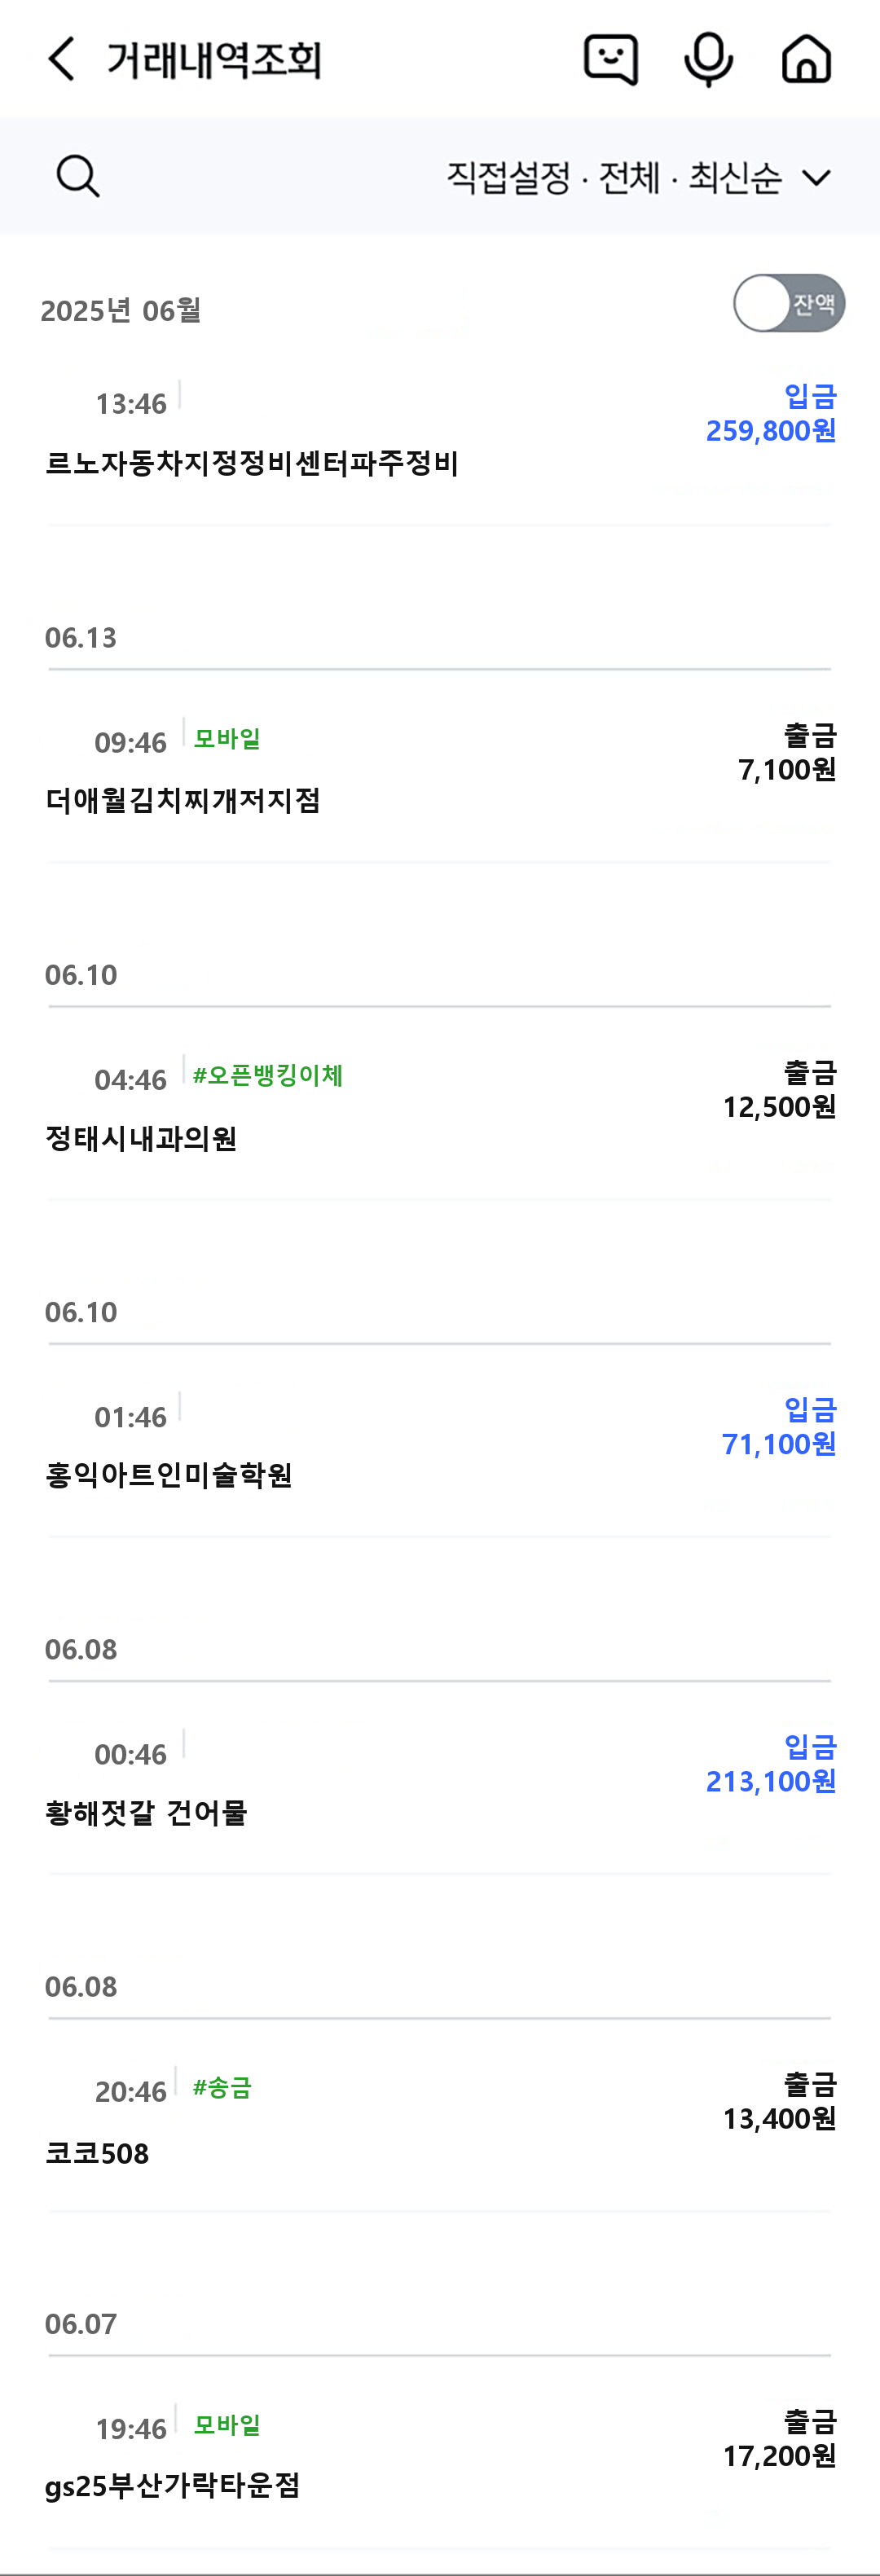 거래내역조회
직접설정 · 전체 · 최신순
2025년 06월
잔액
13:46
입금
259,800원
르노자동차지정정비센터파주정비
06.13
09:46 모바일
출금
7,100원
더애월김치찌개저지점
06.10
04:46 #오픈뱅킹이체
출금
12,500원
정태시내과의원
06.10
01:46
입금
71,100원
홍익아트인미술학원
06.08
00:46
입금
213,100원
황해젓갈 건어물
06.08
20:46 #송금
출금
13,400원
코코508
06.07
19:46 모바일
출금
17,200원
gs25부산가락타운점